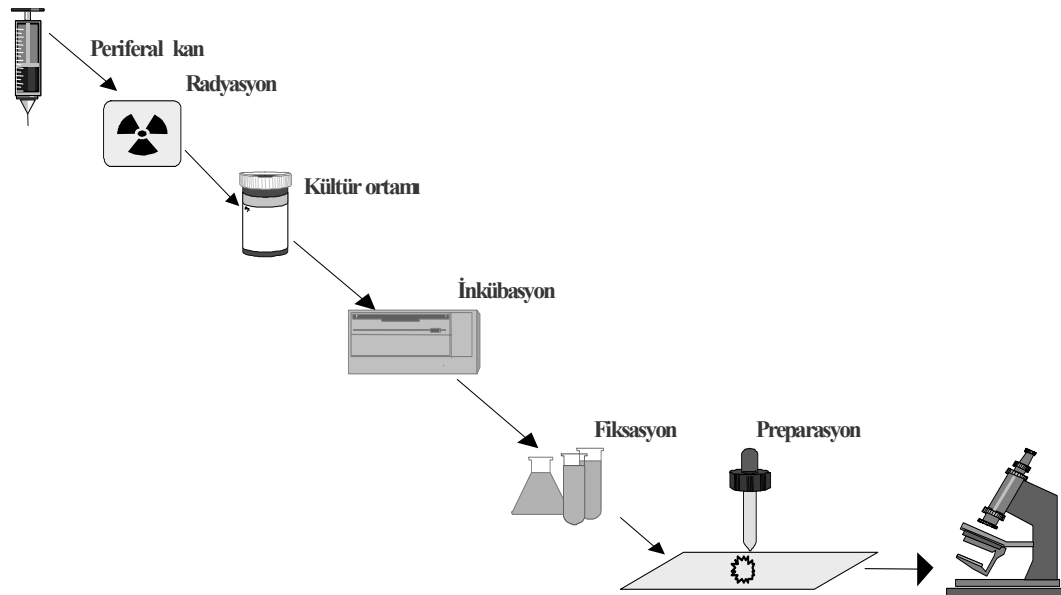 Periferal kan
Radyasyon
Kültür ortamı
İnkübasyon
Fiksasyon
Preparasyon